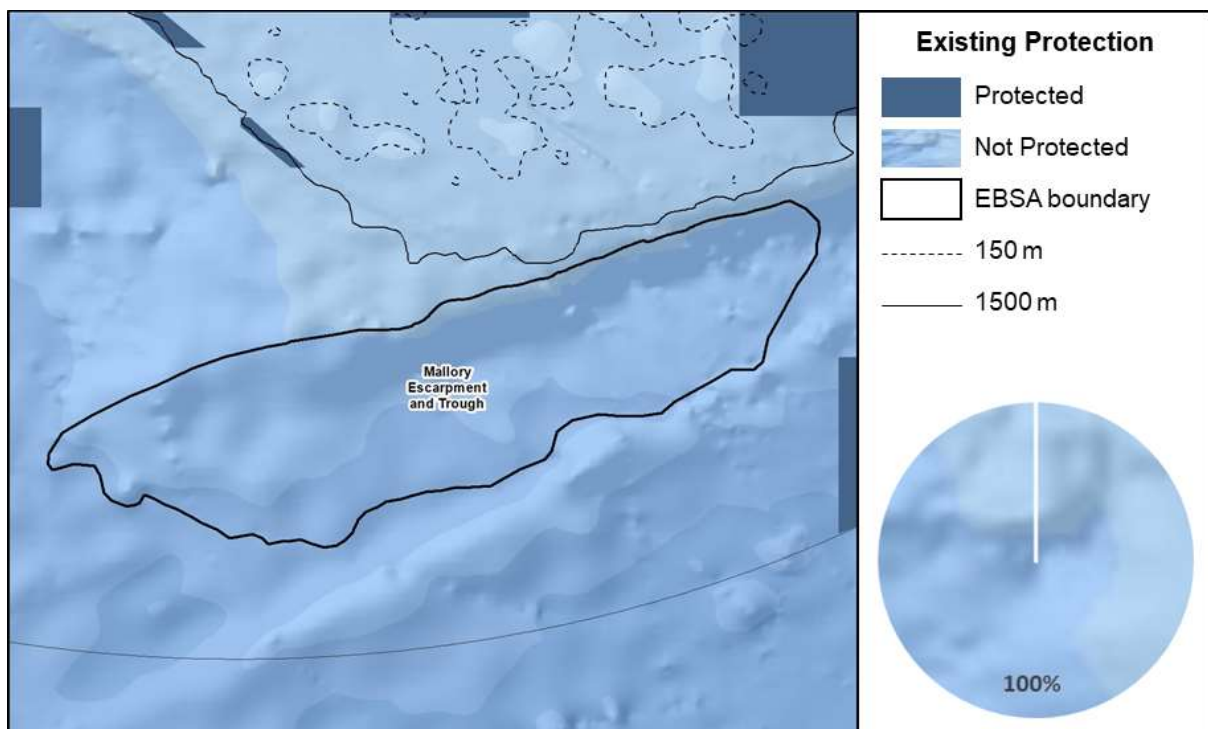 Mallory
Escarpment
and Trough
Existing Protection
Protected
Not Protected
EBSA boundary
150 m
1500 m
100%